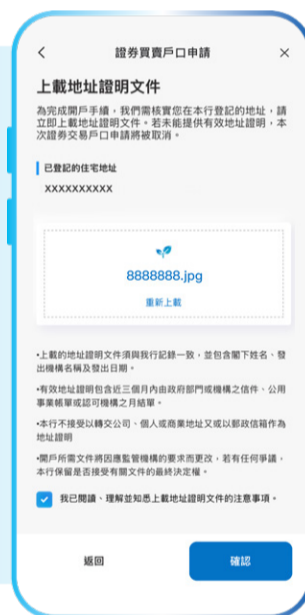 證券買賣戶口申請
上載地址證明文件
為完成開戶手續，我們需核實您在本行登記的地址，請
立即上載地址證明文件。若未能提供有效地址證明，本
次證券交易戶口申請將被取消。
已登記的住宅地址
XXXXXXXXXX
8888888.jpg
重新上載
•上載的地址證明文件須與我行記錄一致，並包含閣下姓名、發
出機構名稱及發出日期。
•有效地址證明包含近三個月內由政府部門或機構之信件、公用
事業帳單或認可機構之月結單。
•本行不接受以轉交公司、個人或商業地址又或以郵政信箱作為
地址證明
•開戶所需文件將因應監管機構的要求而更改，若有任何爭議，
本行保留是否接受有關文件的最終決定權。
我已閱讀、理解並知悉上載地址證明文件的注意事項。
返回
確認